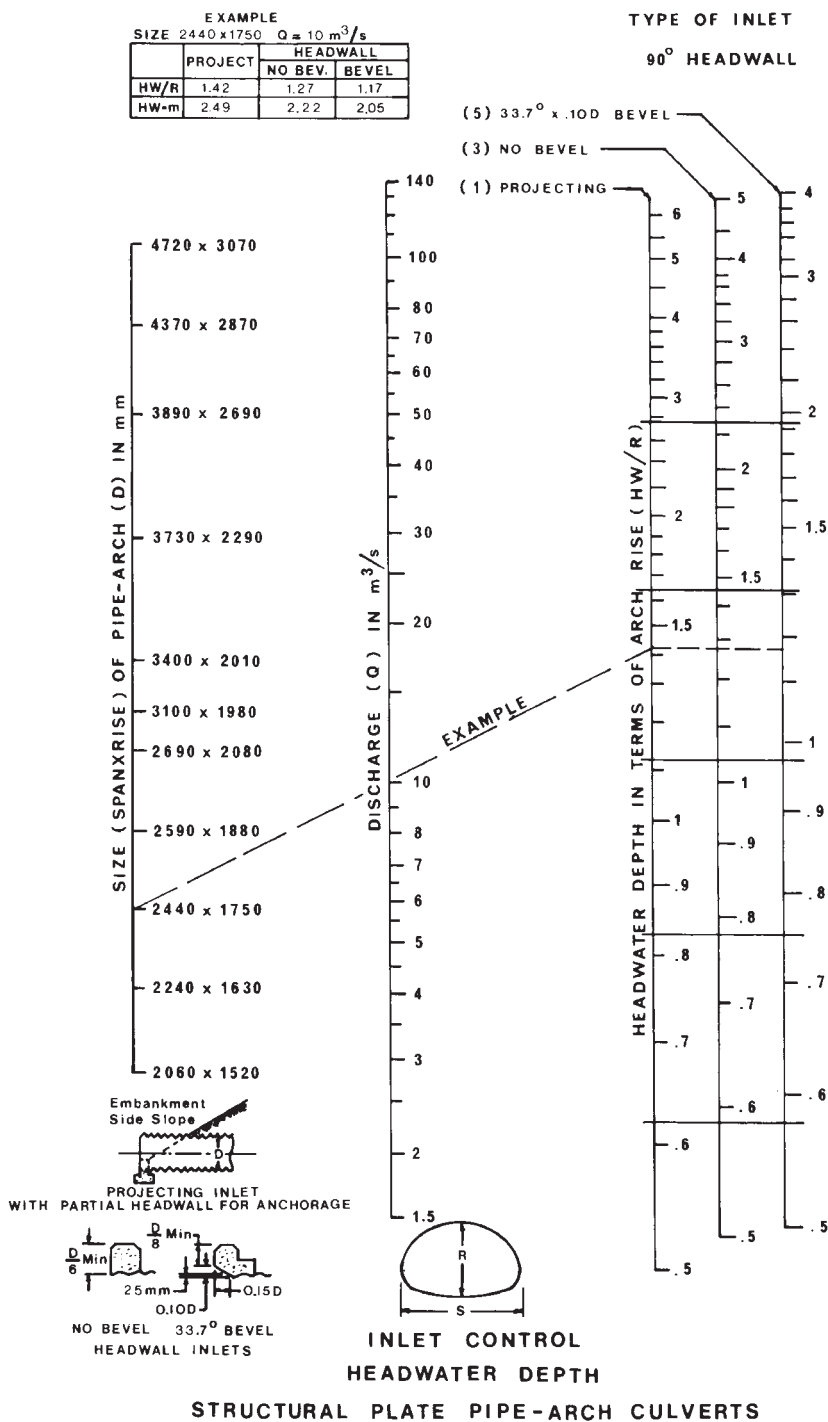 EXAMPLE
SIZE 2440x1750 Q = 10 m³/s
PROJECT HEADWALL
NO BEV. BEVEL
HW/R 1.42 1.27 1.17
HW-m 2.49 2.22 2.05
TYPE OF INLET
90° HEADWALL
(5) 33.7° x .10D BEVEL
(3) NO BEVEL
(1) PROJECTING
SIZE (SPANXRISE) OF PIPE-ARCH (D) IN mm
4720 x 3070
4370 x 2870
3890 x 2690
3730 x 2290
3400 x 2010
3100 x 1980
2690 x 2080
2590 x 1880
2440 x 1750
2240 x 1630
2060 x 1520
DISCHARGE (Q) IN m³/s
140
100
80
70
60
50
40
30
20
10
8
7
6
5
4
3
2
1.5
EXAMPLE
HEADWATER DEPTH IN TERMS OF ARCH RISE (HW/R)
6
5
4
3
2
1.5
1
.9
.8
.7
.6
.5
5
4
3
2
1.5
1
.9
.8
.7
.6
.5
4
3
2
1.5
1
.9
.8
.7
.6
.5
Embankment
Side Slope
D
PROJECTING INLET
WITH PARTIAL HEADWALL FOR ANCHORAGE
D/6 Min
D/8 Min
25mm
0.15D
0.10D
NO BEVEL 33.7° BEVEL
HEADWALL INLETS
R
S
INLET CONTROL
HEADWATER DEPTH
STRUCTURAL PLATE PIPE-ARCH CULVERTS